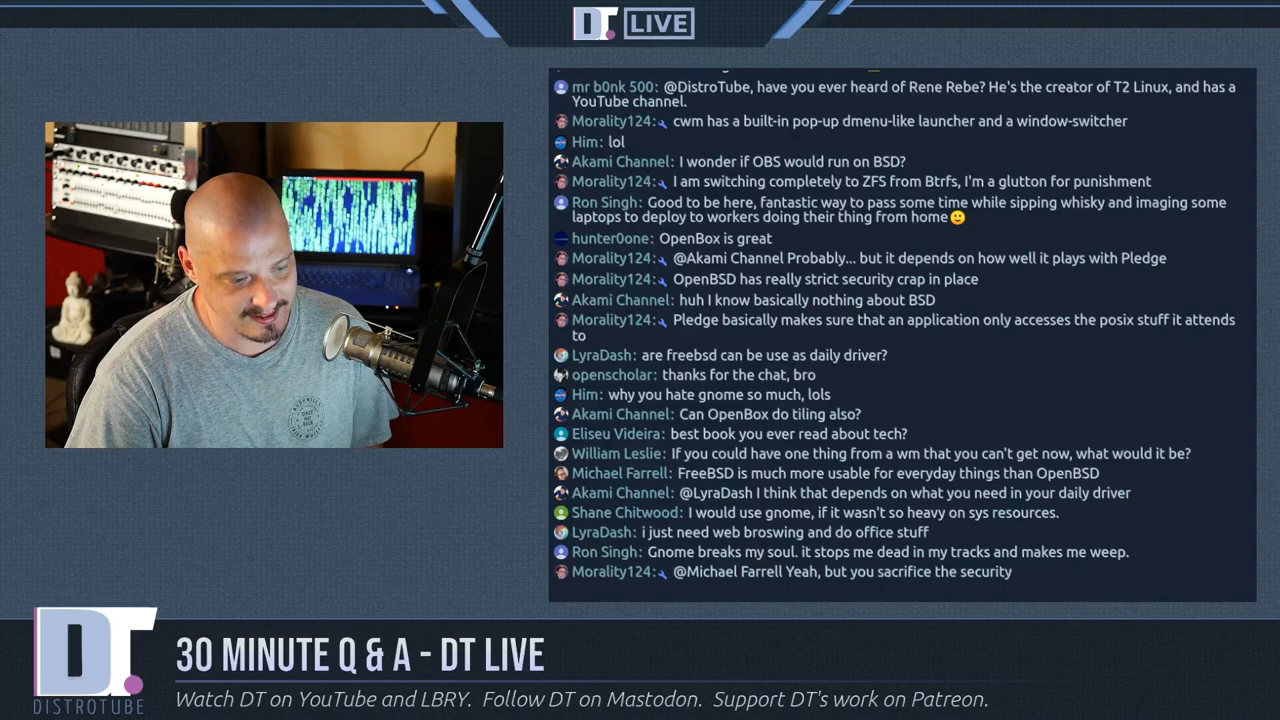 DT. LIVE
mr b0nk 500: @DistroTube, have you ever heard of Rene Rebe? He's the creator of T2 Linux, and has a
YouTube channel.
Morality124: cwm has a built-in pop-up dmenu-like launcher and a window-switcher
Him: lol
Akami Channel: I wonder if OBS would run on BSD?
Morality124: I am switching completely to ZFS from Btrfs, I'm a glutton for punishment
Ron Singh: Good to be here, fantastic way to pass some time while sipping whisky and imaging some
laptops to deploy to workers doing their thing from home🙂
hunter0one: OpenBox is great
Morality124: @Akami Channel Probably... but it depends on how well it plays with Pledge
Morality124: OpenBSD has really strict security crap in place
Akami Channel: huh I know basically nothing about BSD
Morality124: Pledge basically makes sure that an application only accesses the posix stuff it attends
to
LyraDash: are freebsd can be use as daily driver?
openscholar: thanks for the chat, bro
Him: why you hate gnome so much, lols
Akami Channel: Can OpenBox do tiling also?
Eliseu Videira: best book you ever read about tech?
William Leslie: If you could have one thing from a wm that you can't get now, what would it be?
Michael Farrell: FreeBSD is much more usable for everyday things than OpenBSD
Akami Channel: @LyraDash I think that depends on what you need in your daily driver
Shane Chitwood: I would use gnome, if it wasn't so heavy on sys resources.
LyraDash: i just need web broswing and do office stuff
Ron Singh: Gnome breaks my soul. it stops me dead in my tracks and makes me weep.
Morality124: @Michael Farrell Yeah, but you sacrifice the security
DT.
DISTROTUBE
30 MINUTE Q & A - DT LIVE
Watch DT on YouTube and LBRY. Follow DT on Mastodon. Support DT's work on Patreon.